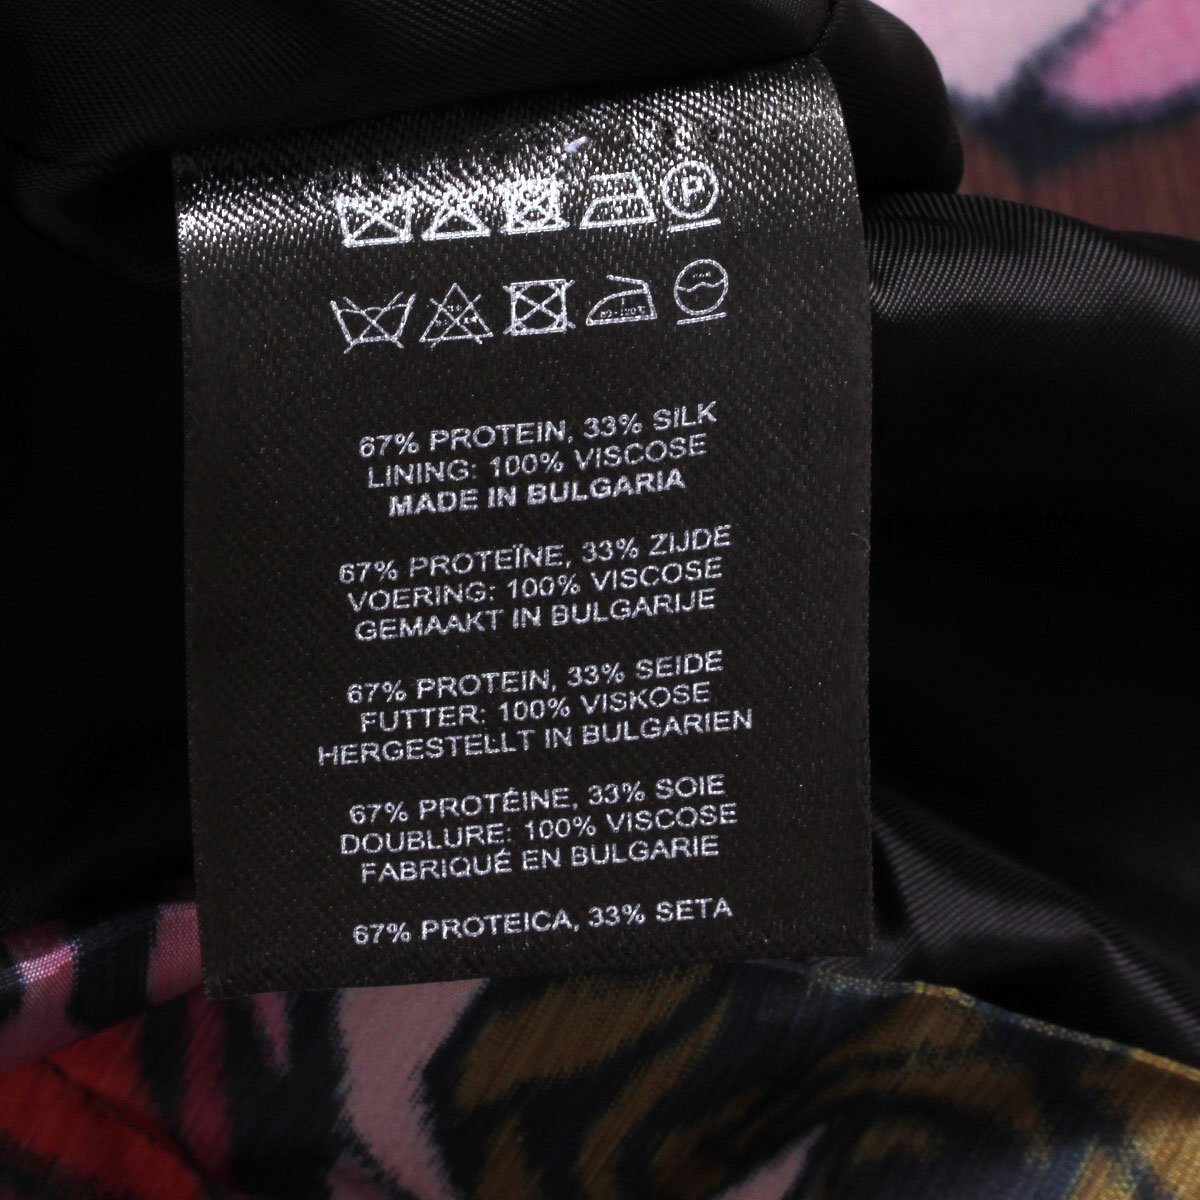 P
67% PROTEIN, 33% SILK
LINING: 100% VISCOSE
MADE IN BULGARIA
67% PROTEÏNE, 33% ZIJDE
VOERING: 100% VISCOSE
GEMAAKT IN BULGARIJE
67% PROTEIN, 33% SEIDE
FUTTER: 100% VISKOSE
HERGESTELLT IN BULGARIEN
67% PROTÉINE, 33% SOIE
DOUBLURE: 100% VISCOSE
FABRIQUÉ EN BULGARIE
67% PROTEICA, 33% SETA